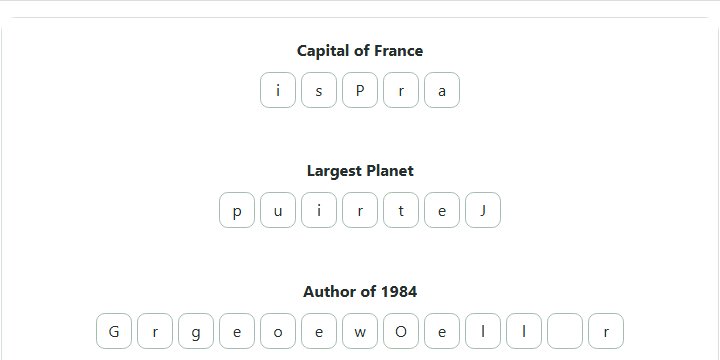 Capital of France
i s P r a
Largest Planet
p u i r t e J
Author of 1984
G r g e o e w O e l l r